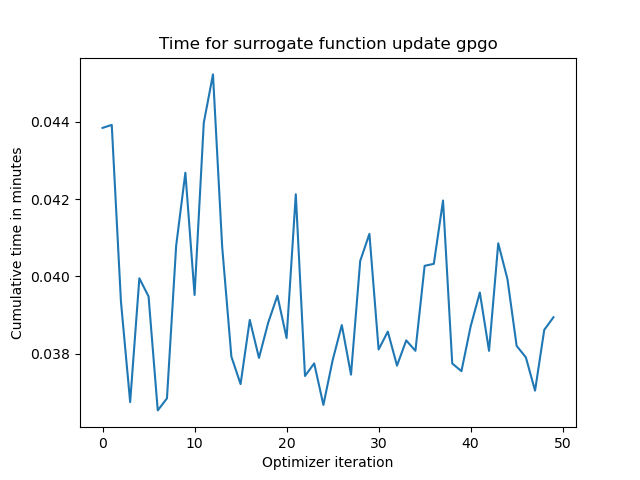 Time for surrogate function update gpgo
Cumulative time in minutes
0.044
0.042
0.040
0.038
0 10 20 30 40 50
Optimizer iteration